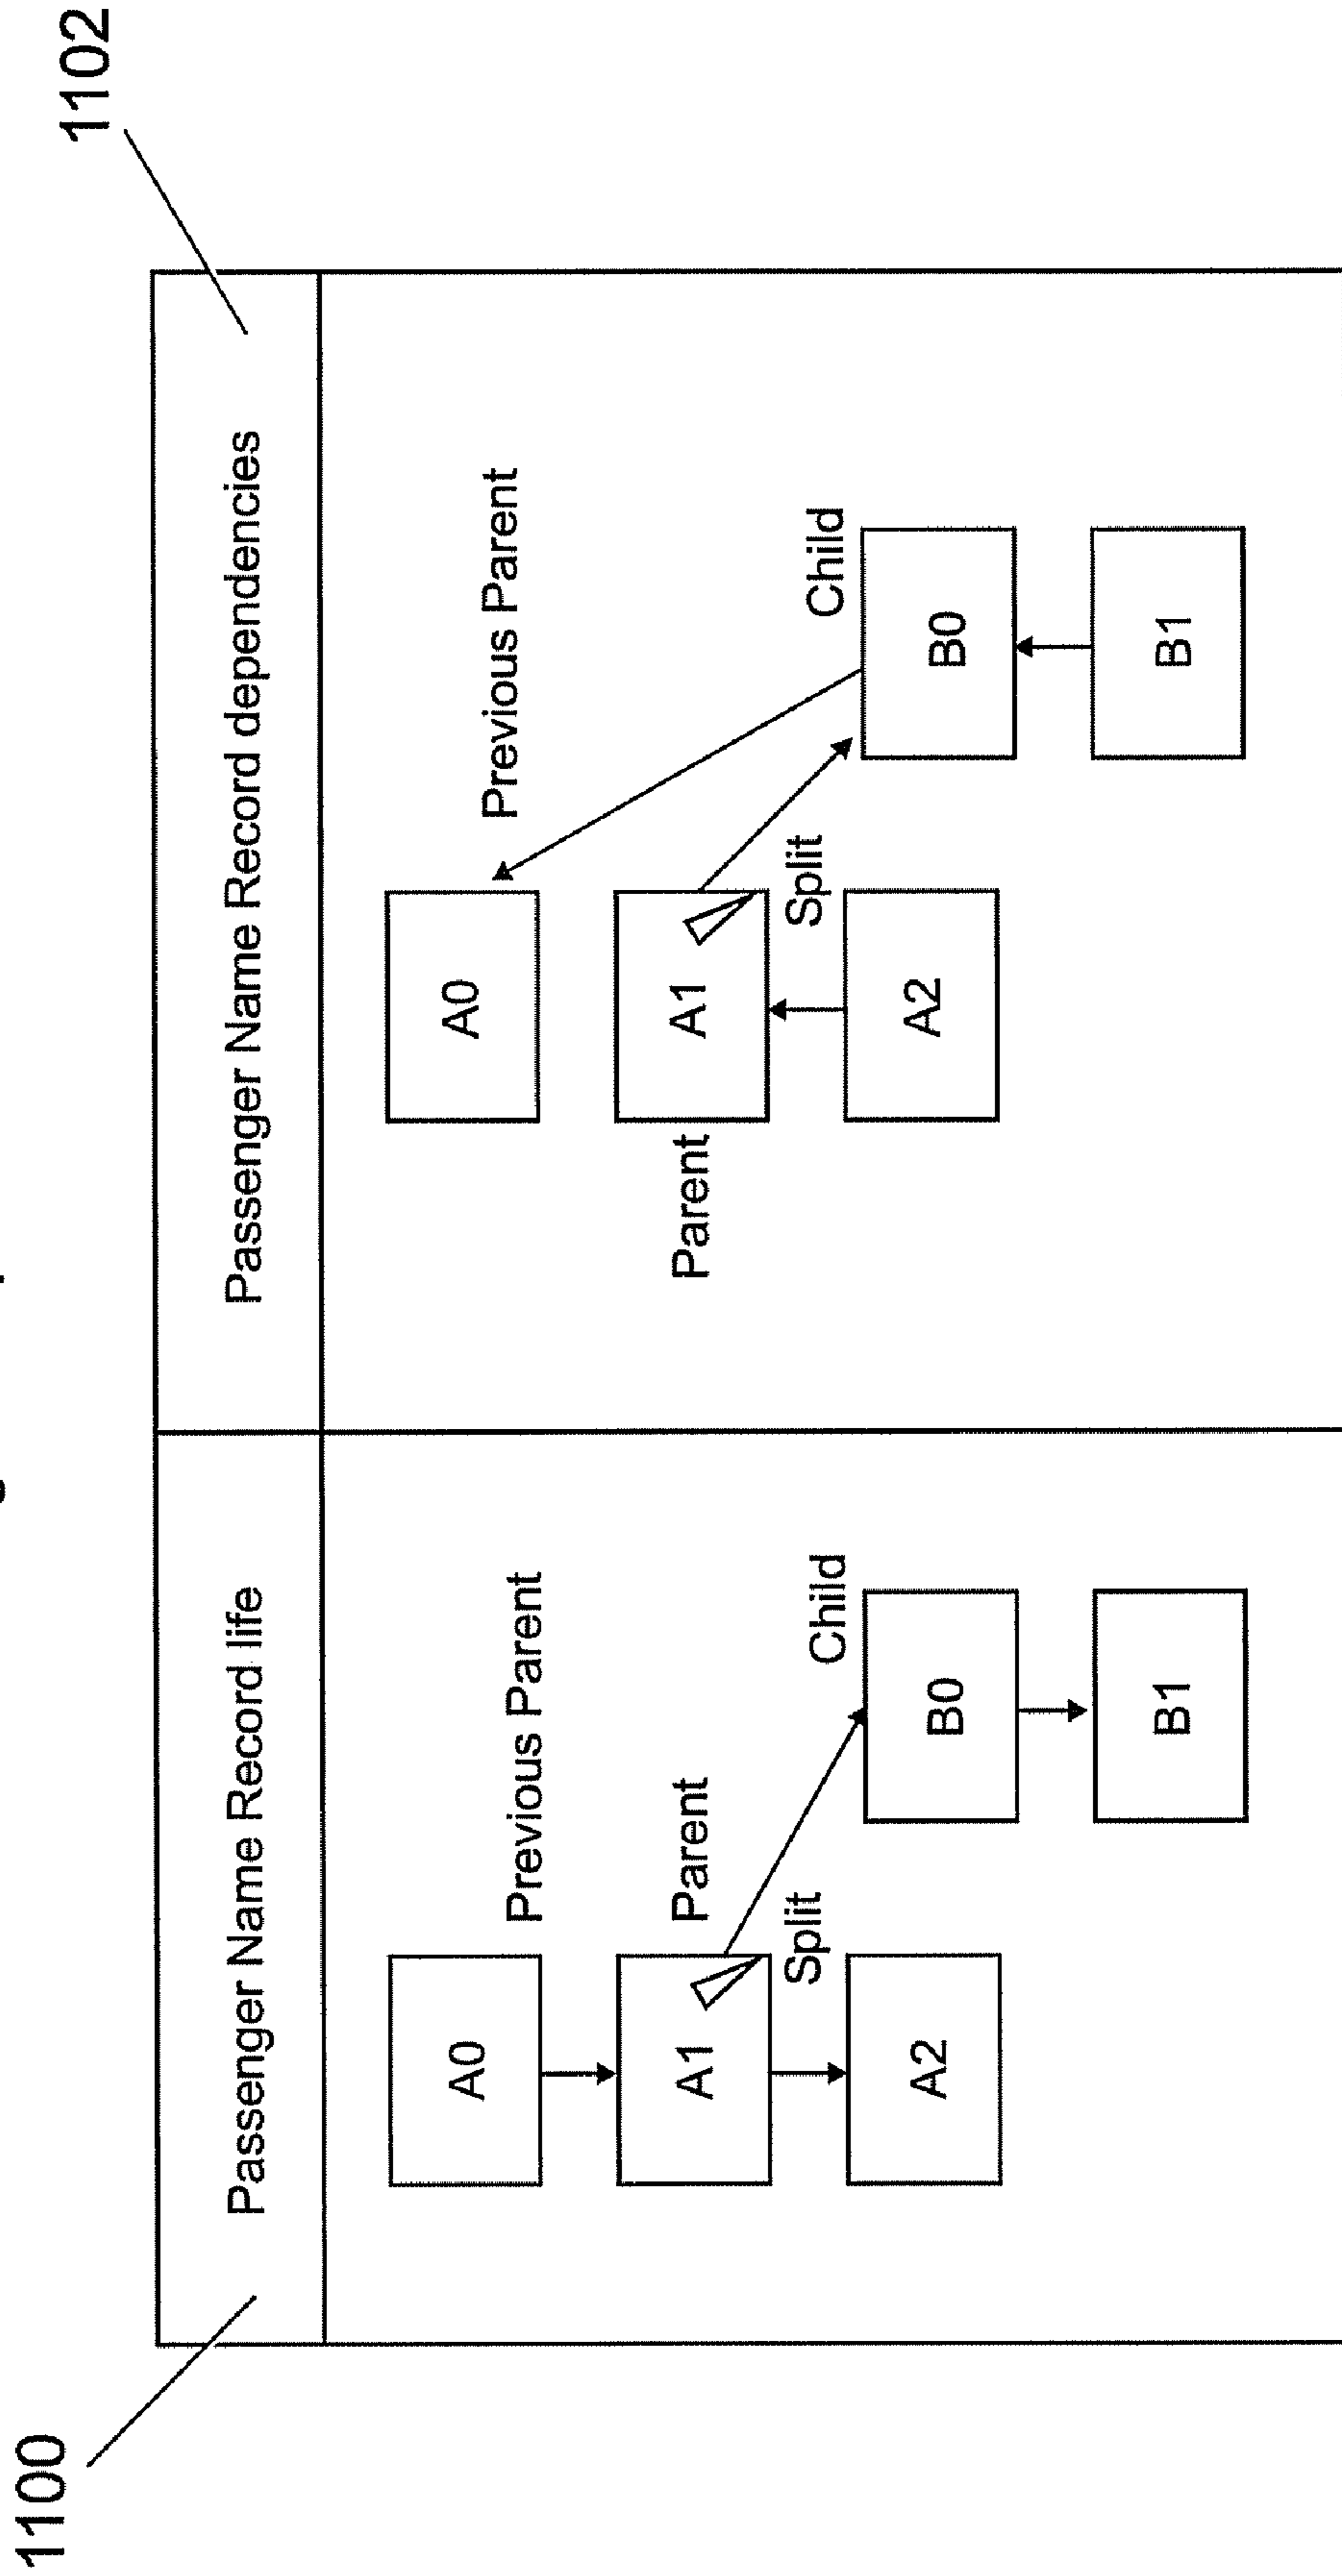 1100
1102
Passenger Name Record life
Passenger Name Record dependencies
A0
Previous Parent
A1
Parent
Split
Child
A2
B0
B1
A0
Previous Parent
Parent
A1
Split
Child
A2
B0
B1